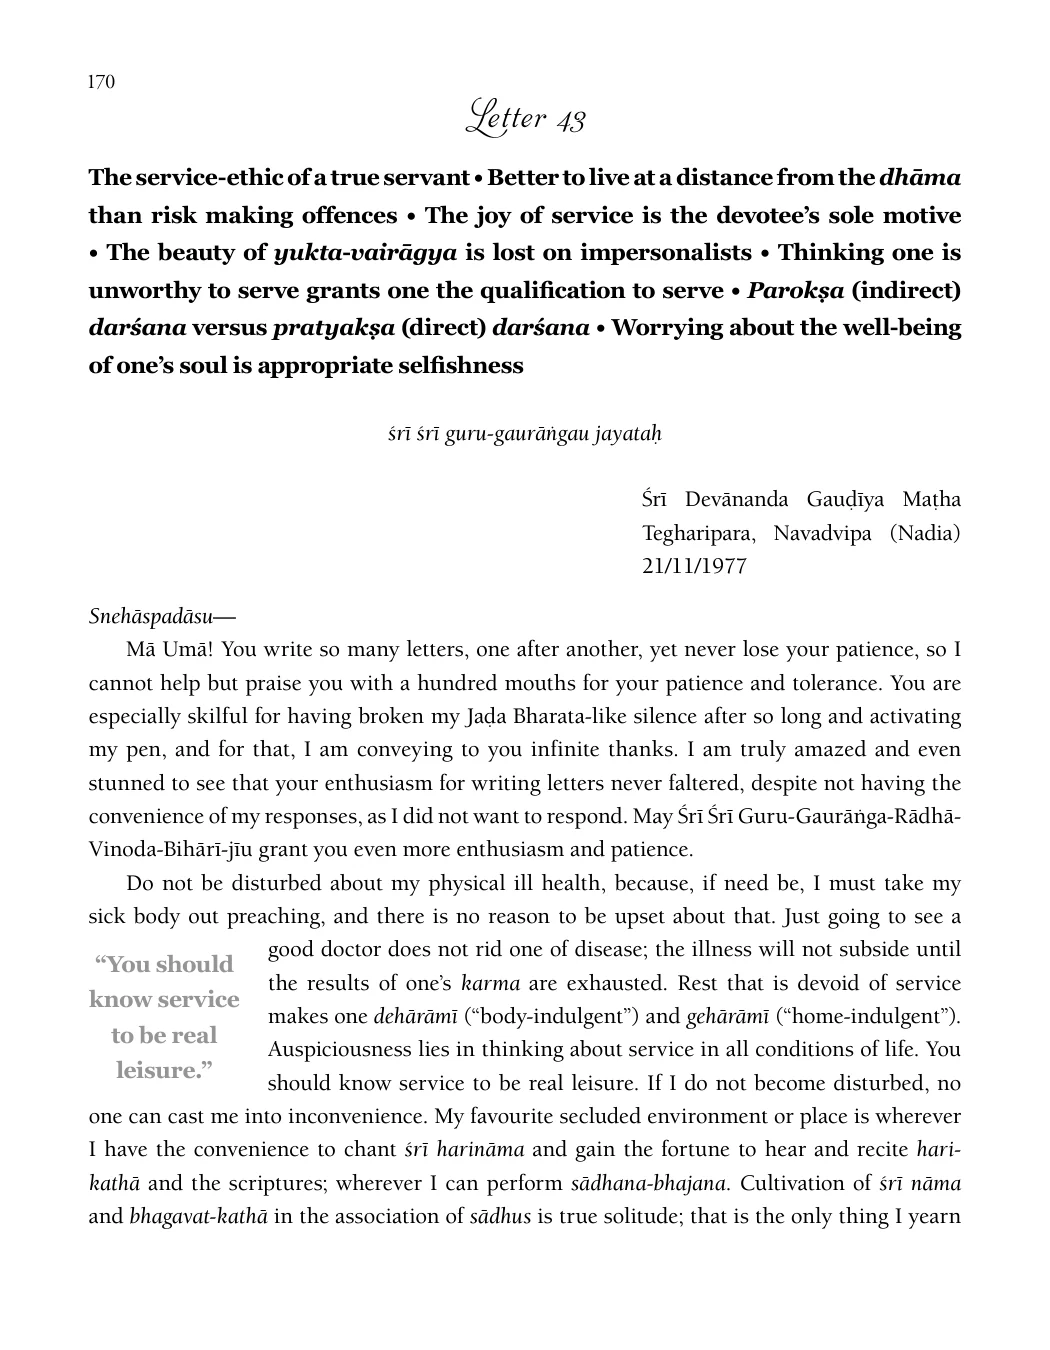 170
Letter 43
The service-ethic of a true servant • Better to live at a distance from the dhāma
than risk making offences • The joy of service is the devotee’s sole motive
• The beauty of yukta-vairāgya is lost on impersonalists • Thinking one is
unworthy to serve grants one the qualification to serve • Parokṣa (indirect)
darśana versus pratyakṣa (direct) darśana • Worrying about the well-being
of one’s soul is appropriate selfishness
śrī śrī guru-gaurāṅgau jayataḥ
Śrī Devānanda Gauḍīya Maṭha
Tegharipara, Navadvipa (Nadia)
21/11/1977
Snehāspadāsu—
Mā Umā! You write so many letters, one after another, yet never lose your patience, so I
cannot help but praise you with a hundred mouths for your patience and tolerance. You are
especially skilful for having broken my Jaḍa Bharata-like silence after so long and activating
my pen, and for that, I am conveying to you infinite thanks. I am truly amazed and even
stunned to see that your enthusiasm for writing letters never faltered, despite not having the
convenience of my responses, as I did not want to respond. May Śrī Śrī Guru-Gaurāṅga-Rādhā-
Vinoda-Bihārī-jīu grant you even more enthusiasm and patience.
Do not be disturbed about my physical ill health, because, if need be, I must take my
sick body out preaching, and there is no reason to be upset about that. Just going to see a
good doctor does not rid one of disease; the illness will not subside until
the results of one’s karma are exhausted. Rest that is devoid of service
makes one dehārāmī (“body-indulgent”) and gehārāmī (“home-indulgent”).
Auspiciousness lies in thinking about service in all conditions of life. You
should know service to be real leisure. If I do not become disturbed, no
“You should
know service
to be real
leisure.”
one can cast me into inconvenience. My favourite secluded environment or place is wherever
I have the convenience to chant śrī harināma and gain the fortune to hear and recite hari-
kathā and the scriptures; wherever I can perform sādhana-bhajana. Cultivation of śrī nāma
and bhagavat-kathā in the association of sādhus is true solitude; that is the only thing I yearn